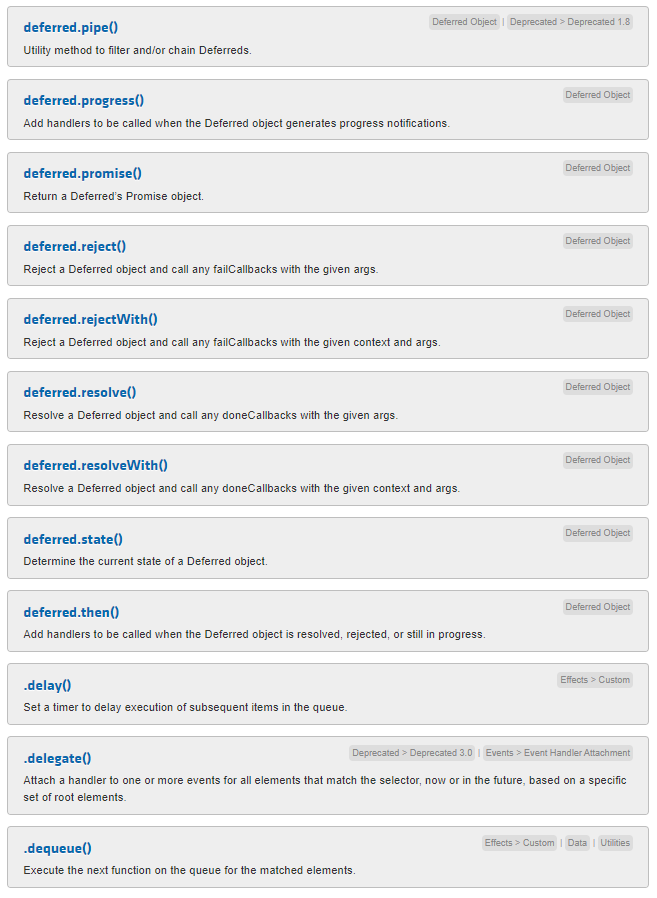 deferred.pipe() Deferred Object | Deprecated > Deprecated 1.8
Utility method to filter and/or chain Deferreds.
deferred.progress() Deferred Object
Add handlers to be called when the Deferred object generates progress notifications.
deferred.promise() Deferred Object
Return a Deferred’s Promise object.
deferred.reject() Deferred Object
Reject a Deferred object and call any failCallbacks with the given args.
deferred.rejectWith() Deferred Object
Reject a Deferred object and call any failCallbacks with the given context and args.
deferred.resolve() Deferred Object
Resolve a Deferred object and call any doneCallbacks with the given args.
deferred.resolveWith() Deferred Object
Resolve a Deferred object and call any doneCallbacks with the given context and args.
deferred.state() Deferred Object
Determine the current state of a Deferred object.
deferred.then() Deferred Object
Add handlers to be called when the Deferred object is resolved, rejected, or still in progress.
.delay() Effects > Custom
Set a timer to delay execution of subsequent items in the queue.
.delegate() Deprecated > Deprecated 3.0 | Events > Event Handler Attachment
Attach a handler to one or more events for all elements that match the selector, now or in the future, based on a specific
set of root elements.
.dequeue() Effects > Custom | Data | Utilities
Execute the next function on the queue for the matched elements.